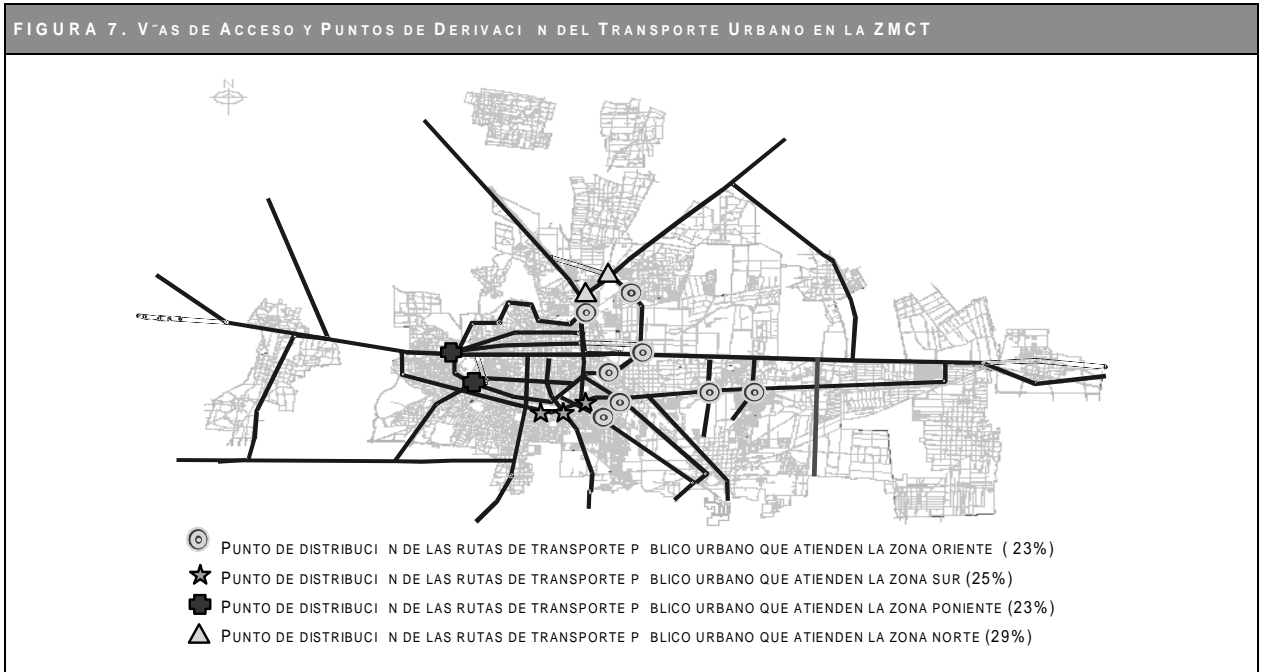 FIGURA 7. V˝AS DE ACCESO Y PUNTOS DE DERIVACI N DEL TRANSPORTE URBANO EN LA ZMCT
N
PUNTO DE DISTRIBUCI N DE LAS RUTAS DE TRANSPORTE P BLICO URBANO QUE ATIENDEN LA ZONA ORIENTE ( 23%)
PUNTO DE DISTRIBUCI N DE LAS RUTAS DE TRANSPORTE P BLICO URBANO QUE ATIENDEN LA ZONA SUR (25%)
PUNTO DE DISTRIBUCI N DE LAS RUTAS DE TRANSPORTE P BLICO URBANO QUE ATIENDEN LA ZONA PONIENTE (23%)
PUNTO DE DISTRIBUCI N DE LAS RUTAS DE TRANSPORTE P BLICO URBANO QUE ATIENDEN LA ZONA NORTE (29%)